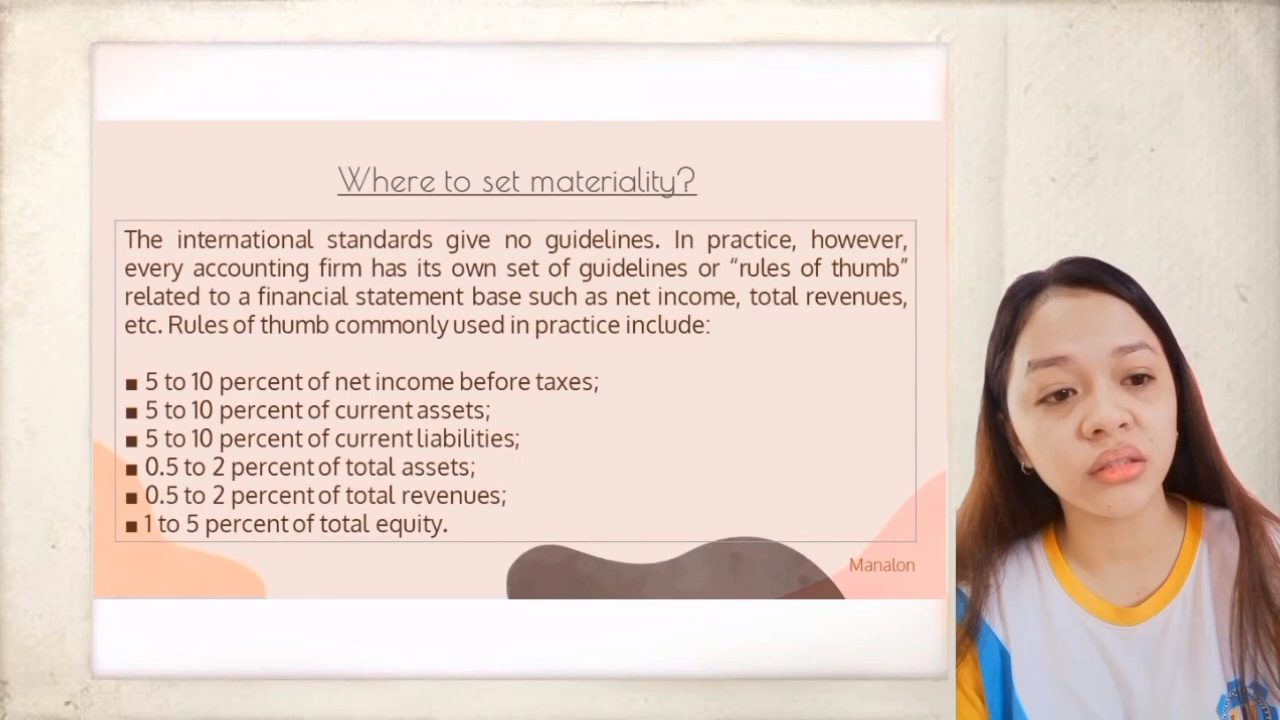 Where to set materiality?
The international standards give no guidelines. In practice, however,
every accounting firm has its own set of guidelines or “rules of thumb”
related to a financial statement base such as net income, total revenues,
etc. Rules of thumb commonly used in practice include:
■ 5 to 10 percent of net income before taxes;
■ 5 to 10 percent of current assets;
■ 5 to 10 percent of current liabilities;
■ 0.5 to 2 percent of total assets;
■ 0.5 to 2 percent of total revenues;
■ 1 to 5 percent of total equity.
Manalon